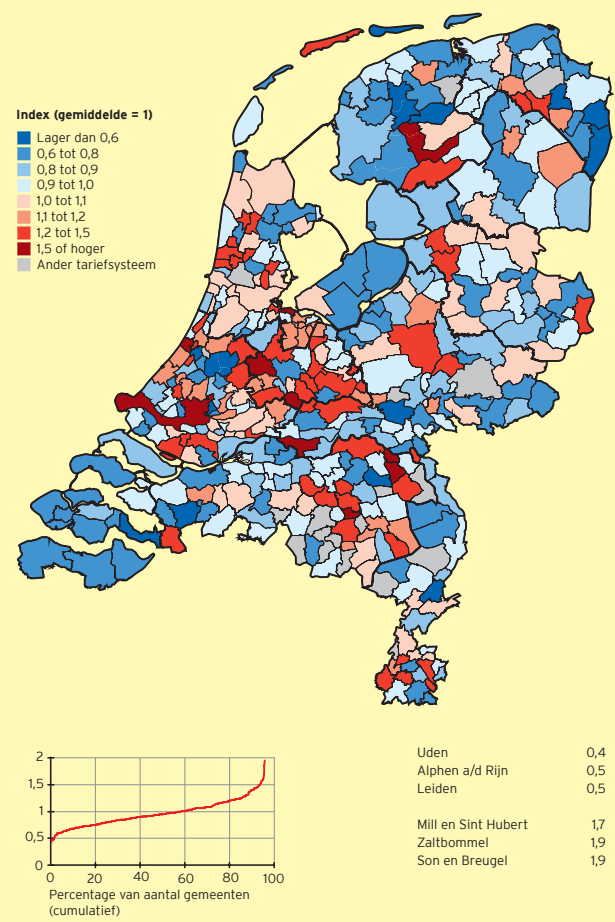 Index (gemiddelde = 1)
Lager dan 0,6
0,6 tot 0,8
0,8 tot 0,9
0,9 tot 1,0
1,0 to 1,1
1,1 tot 1,2
1,2 tot 1,5
1,5 of hoger
Ander tariefsysteem
2
1,5
1
0,5
0
0 20 40 60 80 100
Percentage van aantal gemeenten
(cumulatief)
Uden 0,4
Alphen a/d Rijn 0,5
Leiden 0,5
Mill en Sint Hubert 1,7
Zaltbommel 1,9
Son en Breugel 1,9